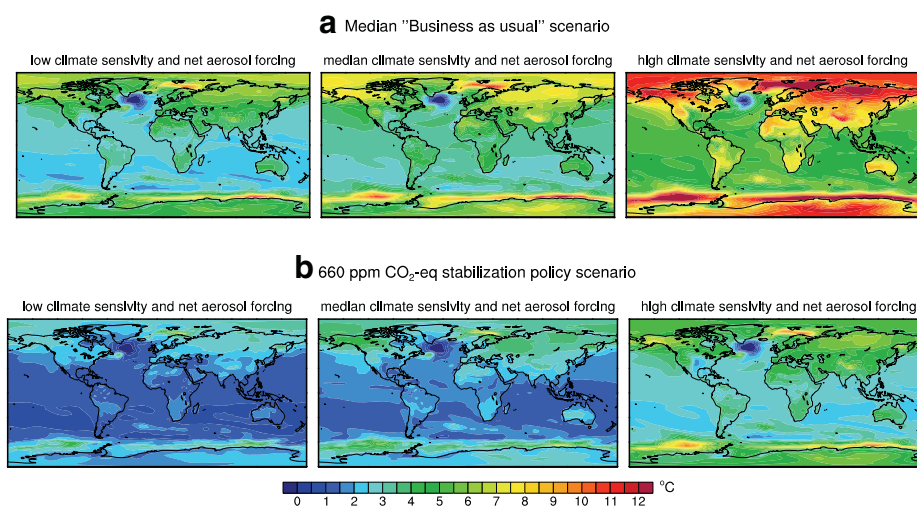 a Median "Business as usual" scenario
low climate sensivity and net aerosol forcing
median climate sensivity and net aerosol forcing
high climate sensivity and net aerosol forcing
b 660 ppm CO₂-eq stabilization policy scenario
low climate sensivity and net aerosol forcing
median climate sensivity and net aerosol forcing
high climate sensivity and net aerosol forcing
0 1 2 3 4 5 6 7 8 9 10 11 12 °C